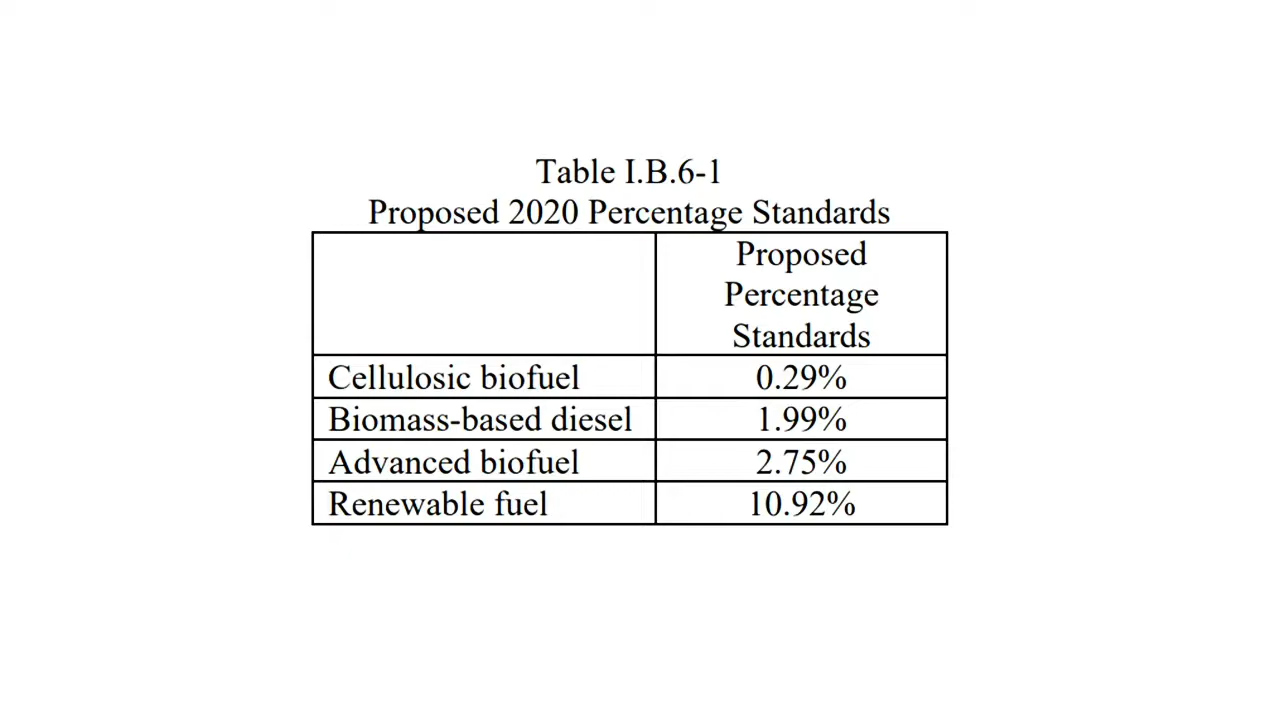 Table I.B.6-1
Proposed 2020 Percentage Standards
Proposed
Percentage
Standards
Cellulosic biofuel 0.29%
Biomass-based diesel 1.99%
Advanced biofuel 2.75%
Renewable fuel 10.92%